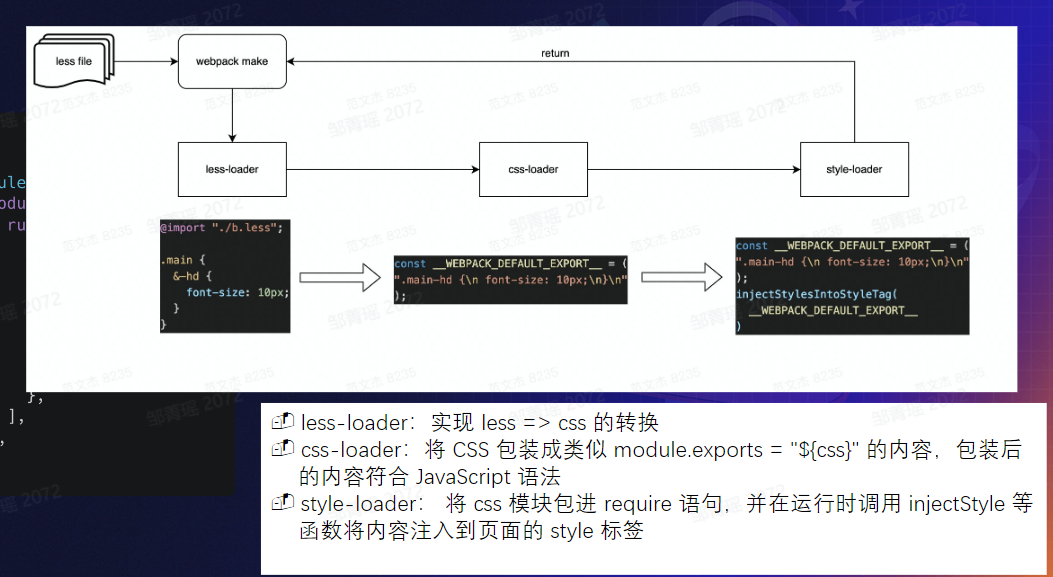 return
less file
webpack make
less-loader
css-loader
style-loader
@import "./b.less";
.main {
&-hd {
font-size: 10px;
}
}
const __WEBPACK_DEFAULT_EXPORT__ = (
".main-hd {\n font-size: 10px;\n}\n"
);
const __WEBPACK_DEFAULT_EXPORT__ = (
".main-hd {\n font-size: 10px;\n}\n"
);
injectStylesIntoStyleTag(
__WEBPACK_DEFAULT_EXPORT__
)
ule
odu
ru
},
],
,
less-loader：实现 less => css 的转换
css-loader：将 CSS 包装成类似 module.exports = "${css}" 的内容，包装后
的内容符合 JavaScript 语法
style-loader： 将 css 模块包进 require 语句，并在运行时调用 injectStyle 等
函数将内容注入到页面的 style 标签
邹菁瑶 2072
范文杰 8235